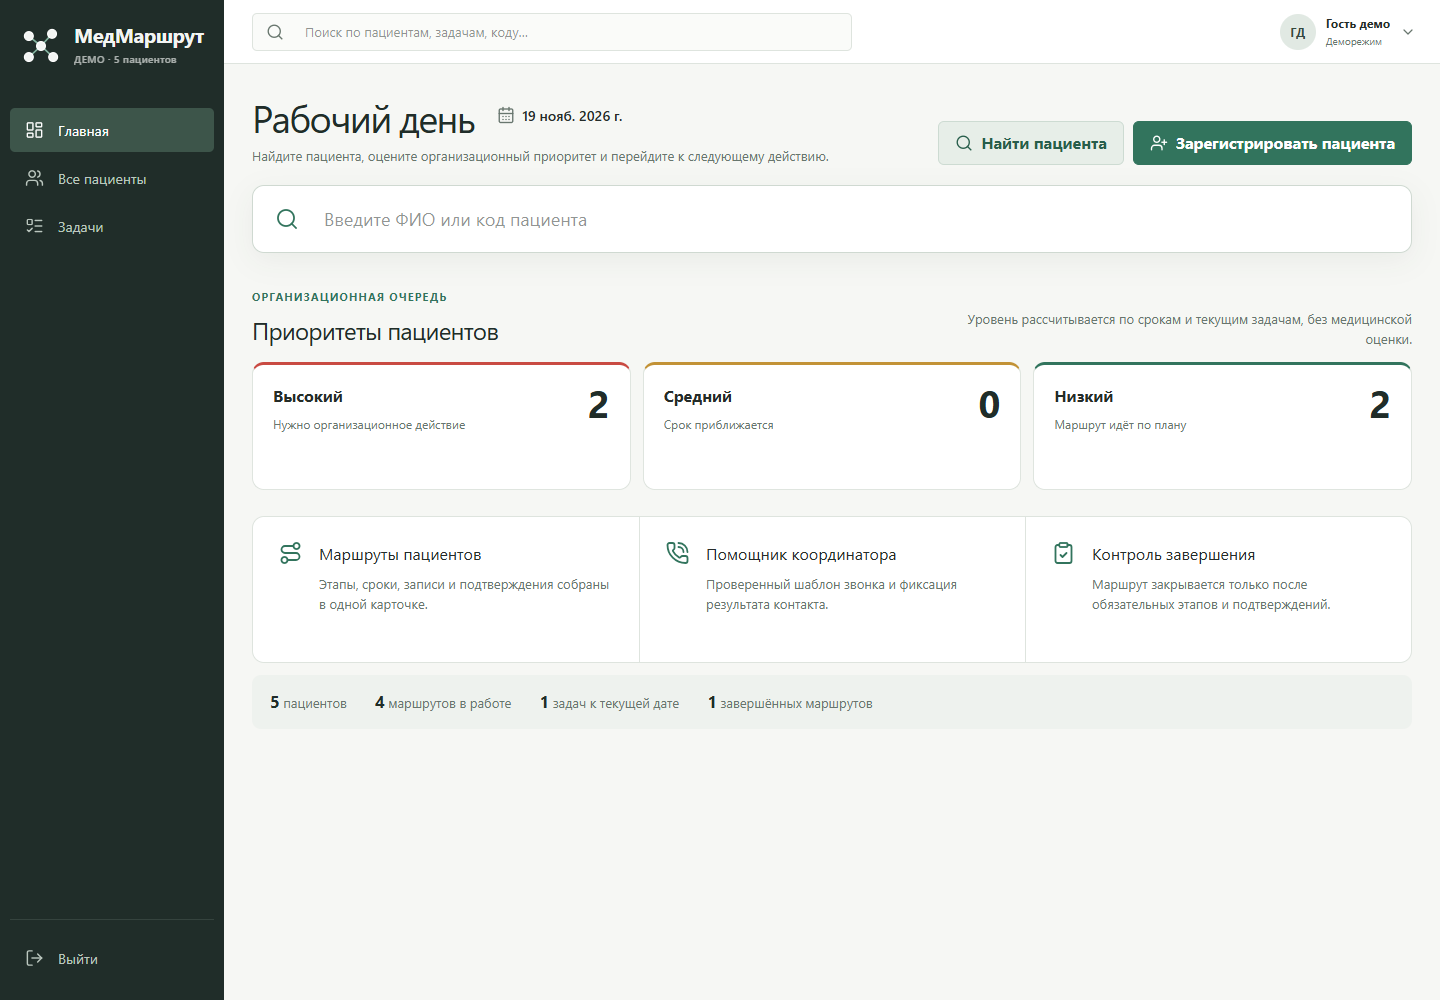 МедМаршрут
ДЕМО · 5 пациентов
Главная
Все пациенты
Задачи
Выйти
Поиск по пациентам, задачам, коду...
ГД
Гость демо
Деморежим
Рабочий день
19 нояб. 2026 г.
Найдите пациента, оцените организационный приоритет и перейдите к следующему действию.
Найти пациента
Зарегистрировать пациента
Введите ФИО или код пациента
ОРГАНИЗАЦИОННАЯ ОЧЕРЕДЬ
Приоритеты пациентов
Уровень рассчитывается по срокам и текущим задачам, без медицинской
оценки.
Высокий
2
Нужно организационное действие
Средний
0
Срок приближается
Низкий
2
Маршрут идёт по плану
Маршруты пациентов
Этапы, сроки, записи и подтверждения собраны
в одной карточке.
Помощник координатора
Проверенный шаблон звонка и фиксация
результата контакта.
Контроль завершения
Маршрут закрывается только после
обязательных этапов и подтверждений.
5 пациентов
4 маршрутов в работе
1 задач к текущей дате
1 завершённых маршрутов